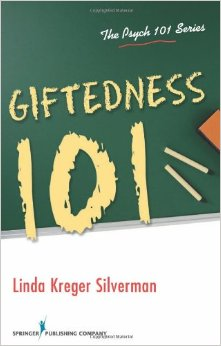 The Psych 101 Series
GIFTEDNESS
101
Linda Kreger Silverman
SPRINGER PUBLISHING COMPANY